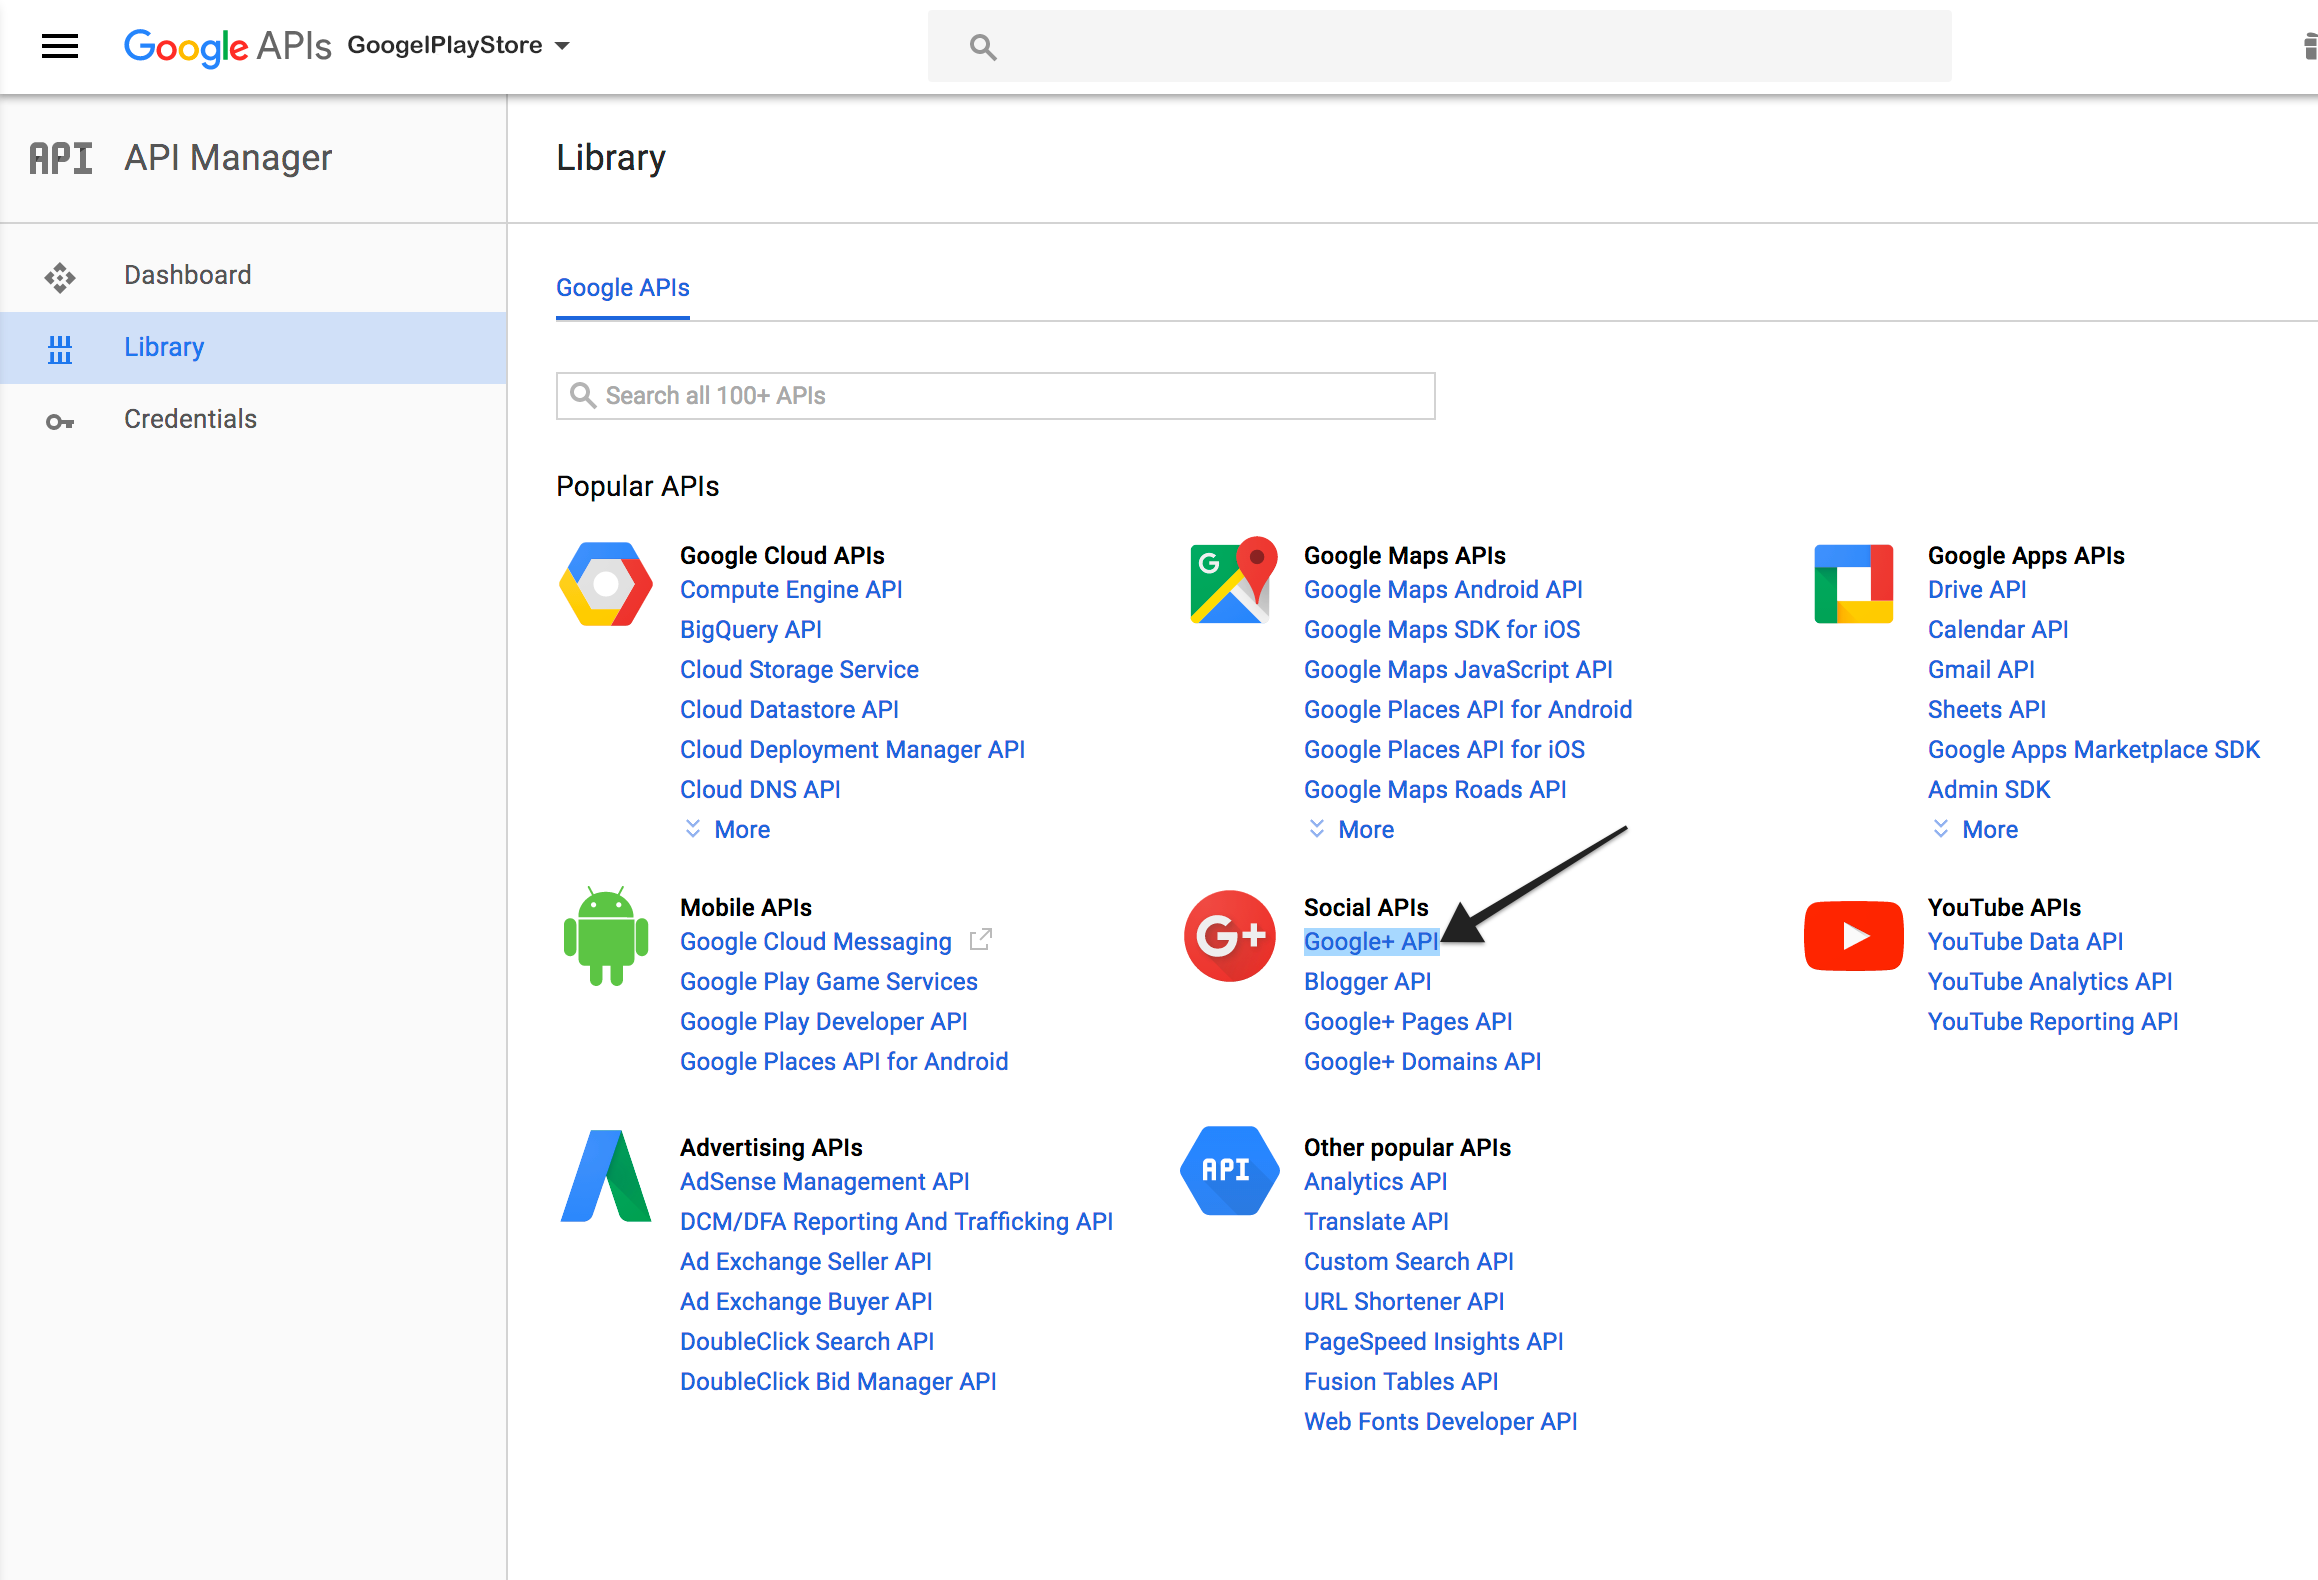 Google APIs GoogelPlayStore
API API Manager
Library
Dashboard
Library
Credentials
Google APIs
Search all 100+ APIs
Popular APIs
Google Cloud APIs
Compute Engine API
BigQuery API
Cloud Storage Service
Cloud Datastore API
Cloud Deployment Manager API
Cloud DNS API
More
G
Google Maps APIs
Google Maps Android API
Google Maps SDK for iOS
Google Maps JavaScript API
Google Places API for Android
Google Places API for iOS
Google Maps Roads API
More
Google Apps APIs
Drive API
Calendar API
Gmail API
Sheets API
Google Apps Marketplace SDK
Admin SDK
More
Mobile APIs
Google Cloud Messaging
Google Play Game Services
Google Play Developer API
Google Places API for Android
G+
Social APIs
Google+ API
Blogger API
Google+ Pages API
Google+ Domains API
YouTube APIs
YouTube Data API
YouTube Analytics API
YouTube Reporting API
Advertising APIs
AdSense Management API
DCM/DFA Reporting And Trafficking API
Ad Exchange Seller API
Ad Exchange Buyer API
DoubleClick Search API
DoubleClick Bid Manager API
API
Other popular APIs
Analytics API
Translate API
Custom Search API
URL Shortener API
PageSpeed Insights API
Fusion Tables API
Web Fonts Developer API